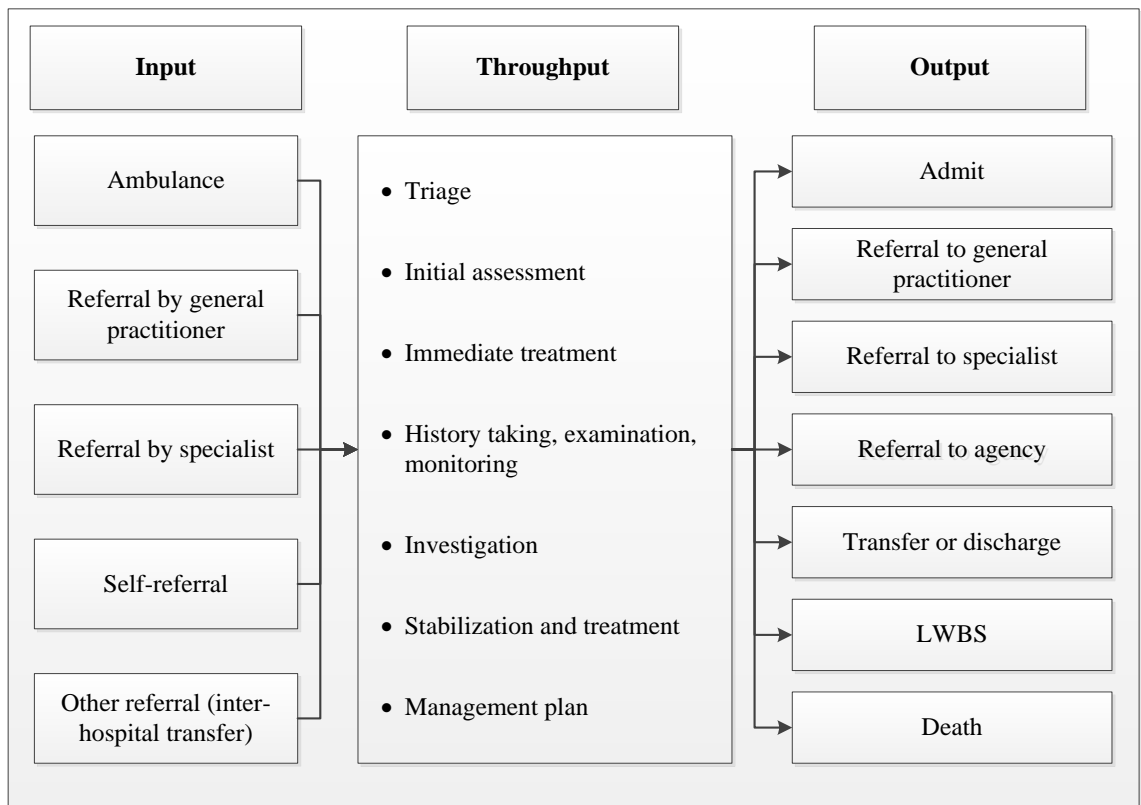 Input
Throughput
Output
Ambulance
Referral by general
practitioner
Referral by specialist
Self-referral
Other referral (inter-
hospital transfer)
• Triage
• Initial assessment
• Immediate treatment
• History taking, examination,
monitoring
• Investigation
• Stabilization and treatment
• Management plan
Admit
Referral to general
practitioner
Referral to specialist
Referral to agency
Transfer or discharge
LWBS
Death